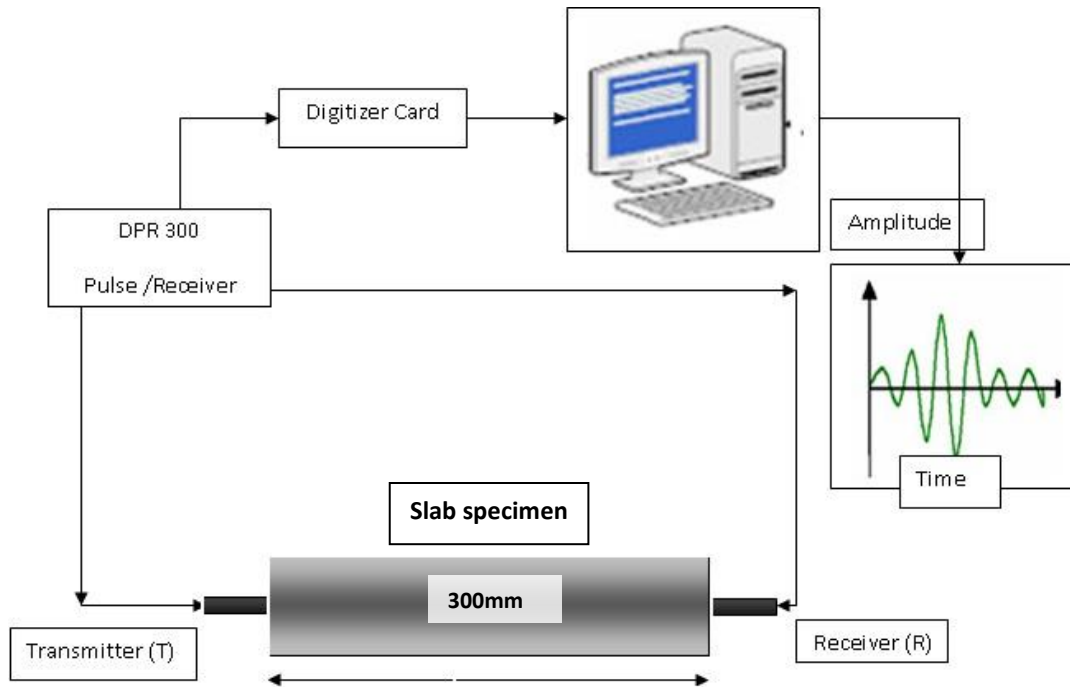 Digitizer Card
DPR 300
Pulse /Receiver
Amplitude
Time
Slab specimen
300mm
Transmitter (T)
Receiver (R)